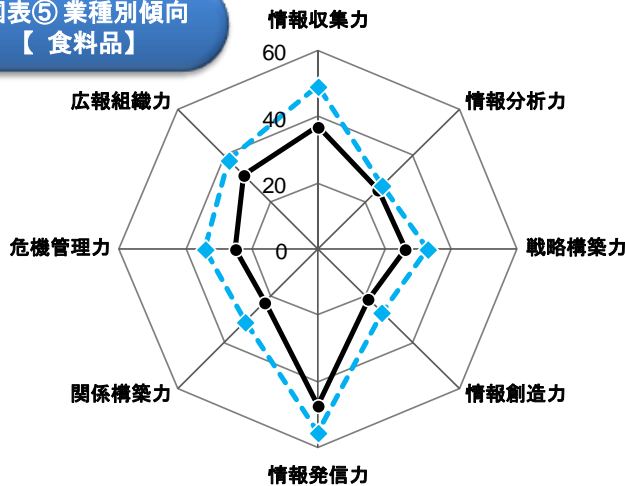 図表⑤ 業種別傾向
【 食料品】
情報収集力
60
広報組織力
情報分析力
40
20
危機管理力
0
戦略構築力
関係構築力
情報創造力
情報発信力